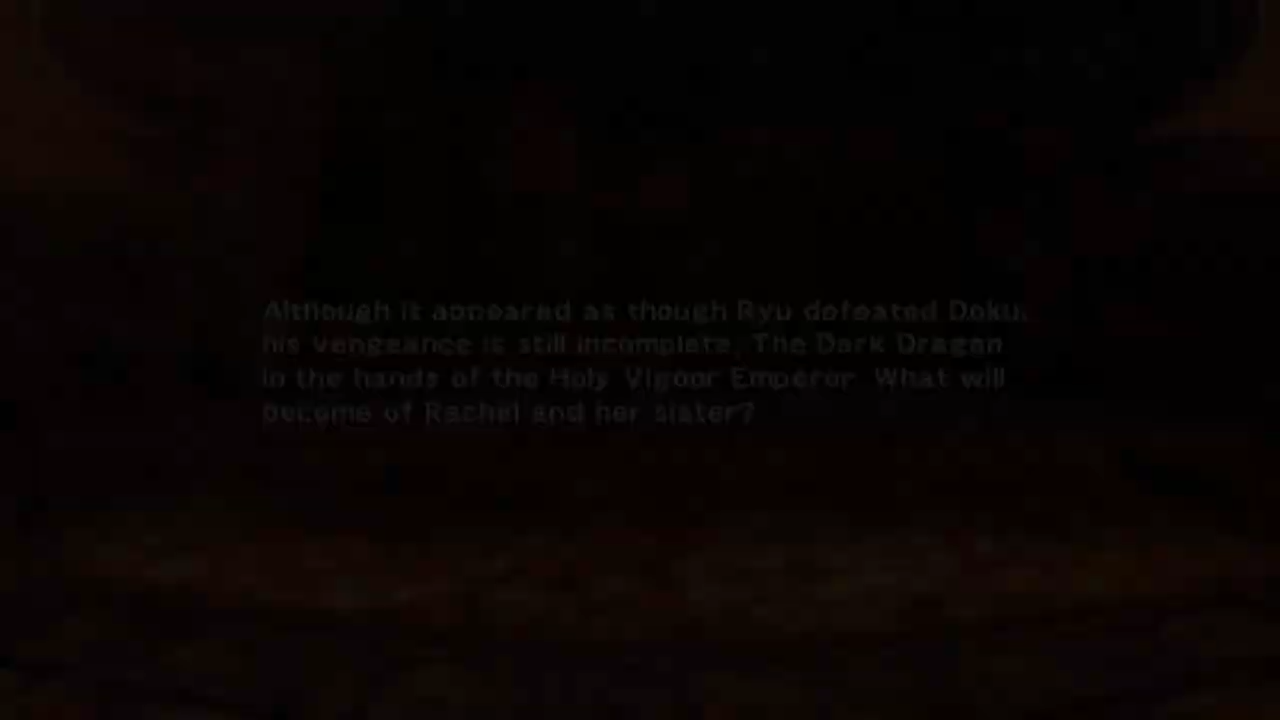 Although it appeared as though Ryu defeated Doku,
his vengeance is still incomplete. The Dark Dragon
in the hands of the Holy Vigoor Emperor. What will
become of Rachel and her sister?